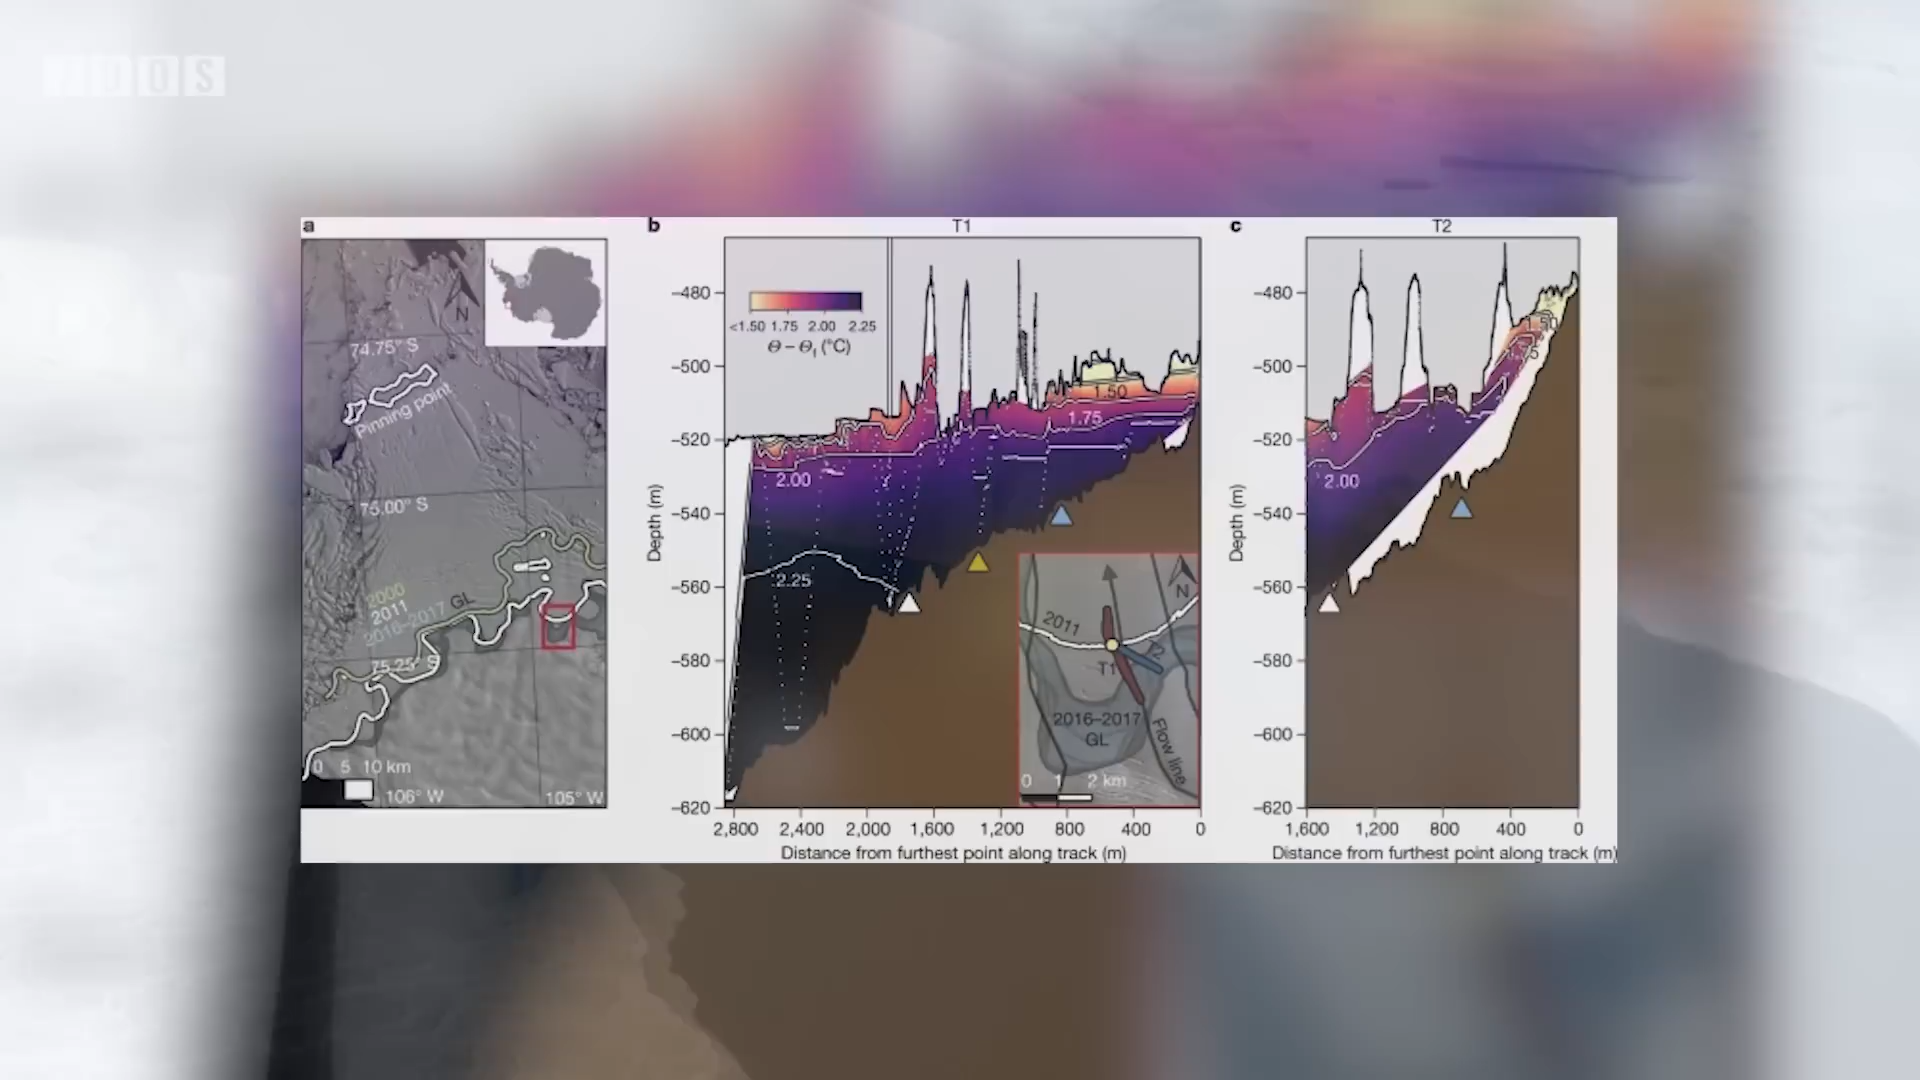 a
N
74.75° S
Pinning point
75.00° S
2000
2011
2016–2017
GL
75.25° S
0 5 10 km
106° W
105° W
b
T1
<1.50 1.75 2.00 2.25
Θ – Θf (°C)
−480
−500
−520
−540
−560
−580
−600
−620
Depth (m)
1.50
1.75
2.00
2.25
2,800 2,400 2,000 1,600 1,200 800 400 0
Distance from furthest point along track (m)
N
2011
T1
T2
2016–2017
GL
Flow line
0 1 2 km
c
T2
−480
−500
−520
−540
−560
−580
−600
−620
Depth (m)
1.50
2.00
1,600 1,200 800 400 0
Distance from furthest point along track (m)